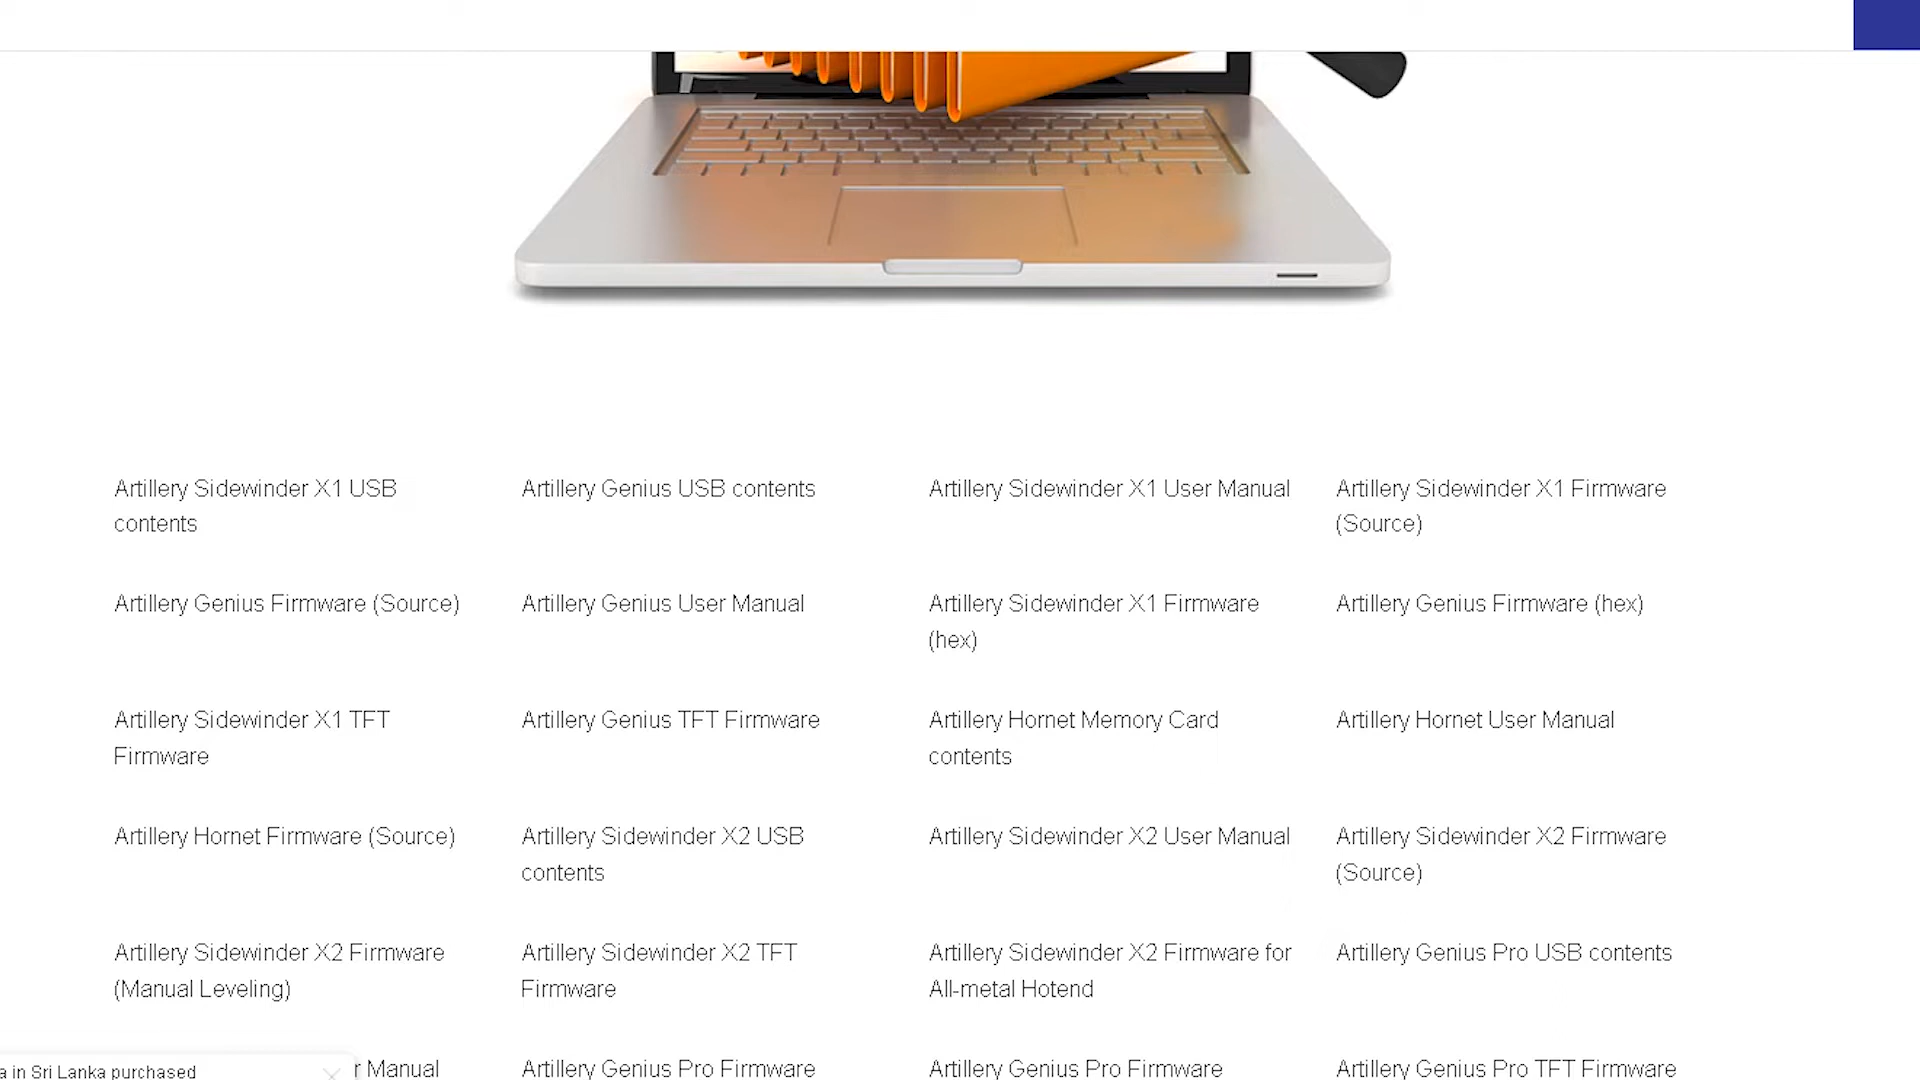 Artillery Sidewinder X1 USB
contents
Artillery Genius USB contents
Artillery Sidewinder X1 User Manual
Artillery Sidewinder X1 Firmware
(Source)
Artillery Genius Firmware (Source)
Artillery Genius User Manual
Artillery Sidewinder X1 Firmware
(hex)
Artillery Genius Firmware (hex)
Artillery Sidewinder X1 TFT
Firmware
Artillery Genius TFT Firmware
Artillery Hornet Memory Card
contents
Artillery Hornet User Manual
Artillery Hornet Firmware (Source)
Artillery Sidewinder X2 USB
contents
Artillery Sidewinder X2 User Manual
Artillery Sidewinder X2 Firmware
(Source)
Artillery Sidewinder X2 Firmware
(Manual Leveling)
Artillery Sidewinder X2 TFT
Firmware
Artillery Sidewinder X2 Firmware for
All-metal Hotend
Artillery Genius Pro USB contents
r Manual
Artillery Genius Pro Firmware
Artillery Genius Pro Firmware
Artillery Genius Pro TFT Firmware
a in Sri Lanka purchased